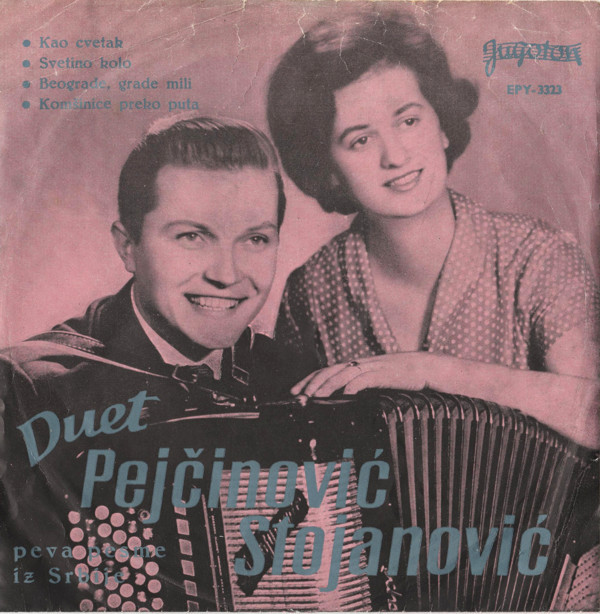 Kao cvetak
Svetino kolo
Beograde, grade mili
Komšinice preko puta
Jugoton
EPY-3323
Duet
Pejčinović
Stojanović
peva pesme
iz Srbije